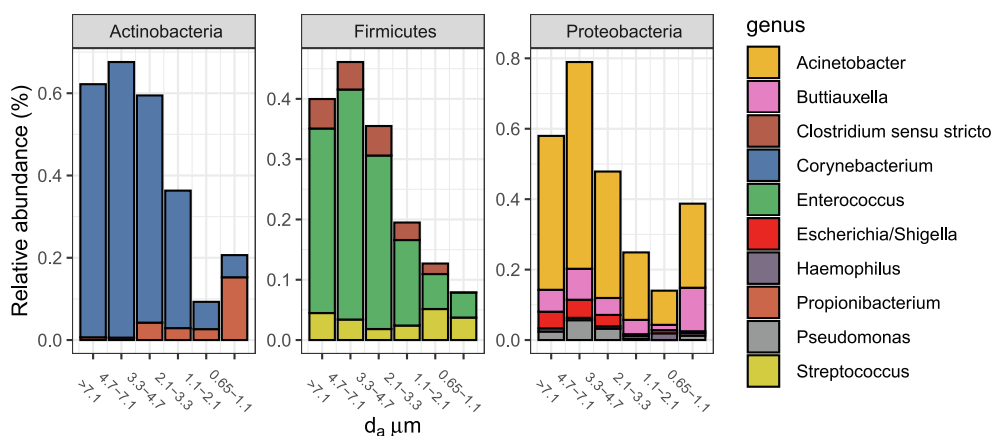 Actinobacteria
Firmicutes
Proteobacteria
Relative abundance (%)
0.6
0.4
0.2
0.0
0.4
0.3
0.2
0.1
0.0
0.8
0.6
0.4
0.2
0.0
>7.1
4.7−7.1
3.3−4.7
2.1−3.3
1.1−2.1
0.65−1.1
>7.1
4.7−7.1
3.3−4.7
2.1−3.3
1.1−2.1
0.65−1.1
>7.1
4.7−7.1
3.3−4.7
2.1−3.3
1.1−2.1
0.65−1.1
da µm
genus
Acinetobacter
Buttiauxella
Clostridium sensu stricto
Corynebacterium
Enterococcus
Escherichia/Shigella
Haemophilus
Propionibacterium
Pseudomonas
Streptococcus